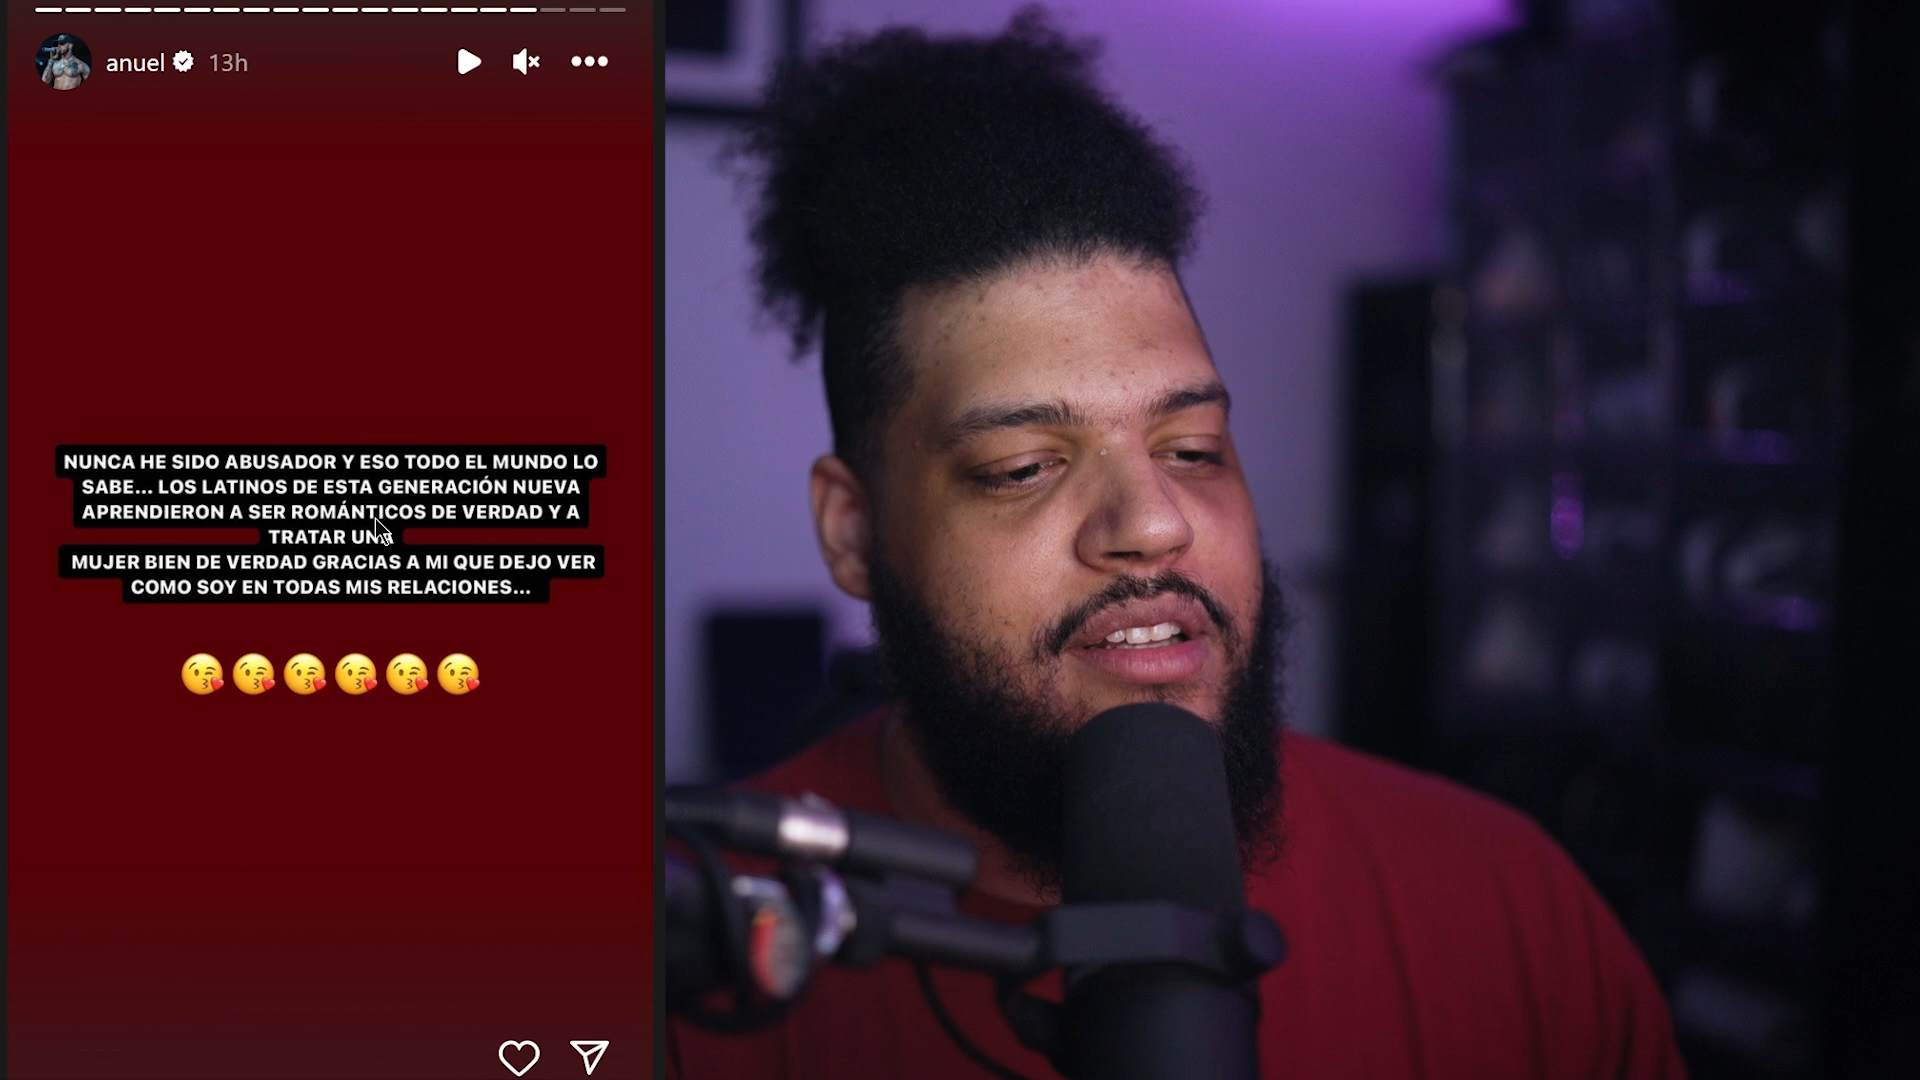 anuel 13h
NUNCA HE SIDO ABUSADOR Y ESO TODO EL MUNDO LO
SABE... LOS LATINOS DE ESTA GENERACIÓN NUEVA
APRENDIERON A SER ROMÁNTICOS DE VERDAD Y A
TRATAR UNA
MUJER BIEN DE VERDAD GRACIAS A MI QUE DEJO VER
COMO SOY EN TODAS MIS RELACIONES...
😘😘😘😘😘😘